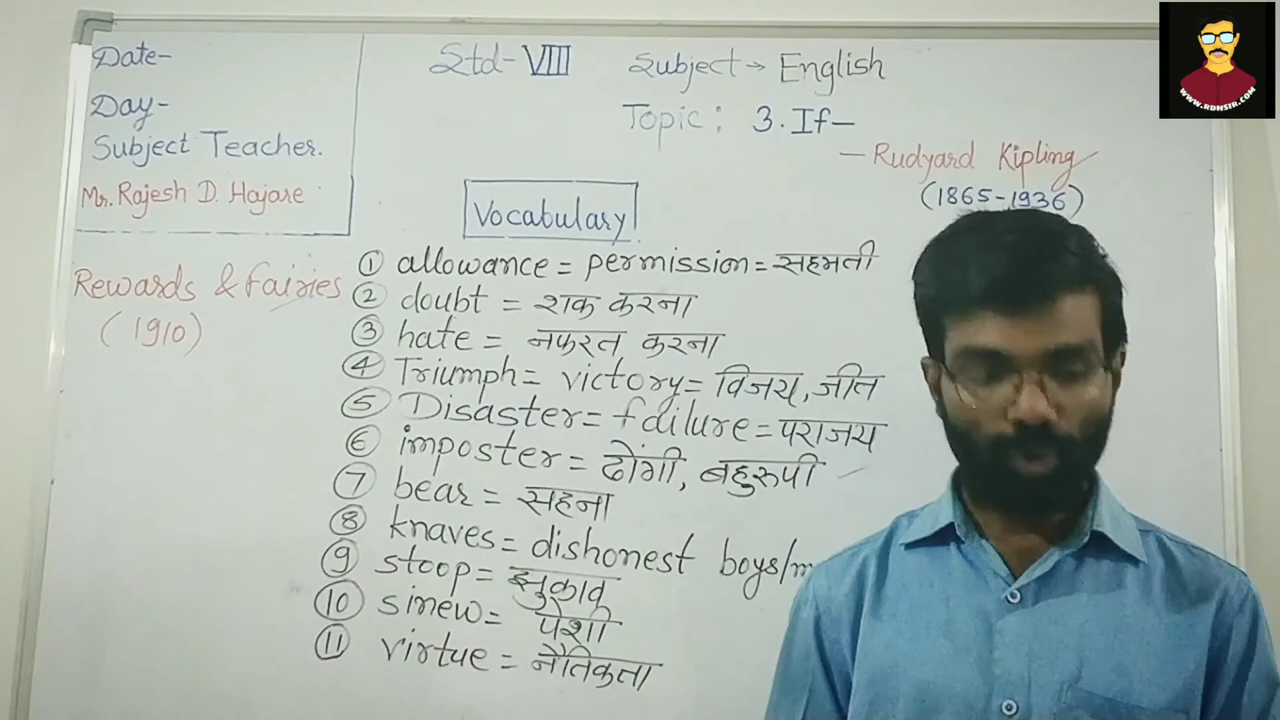 Date-
Day-
Subject Teacher.
Mr. Rajesh D. Hajare
Std- VIII Subject → English
Topic : 3. If-
- Rudyard Kipling
(1865-1936)
Vocabulary
Rewards & Fairies
(1910)
① allowance = permission = सहमती
② doubt = शक करना
③ hate = नफरत करना
④ Triumph = victory = विजय, जीत
⑤ Disaster = failure = पराजय
⑥ imposter = ढोंगी, बहुरूपी
⑦ bear = सहना
⑧ knaves = dishonest boys/m
⑨ stoop = झुकाव
⑩ sinew = पेशी
⑪ virtue = नैतिकता
WWW.RDHSIR.COM